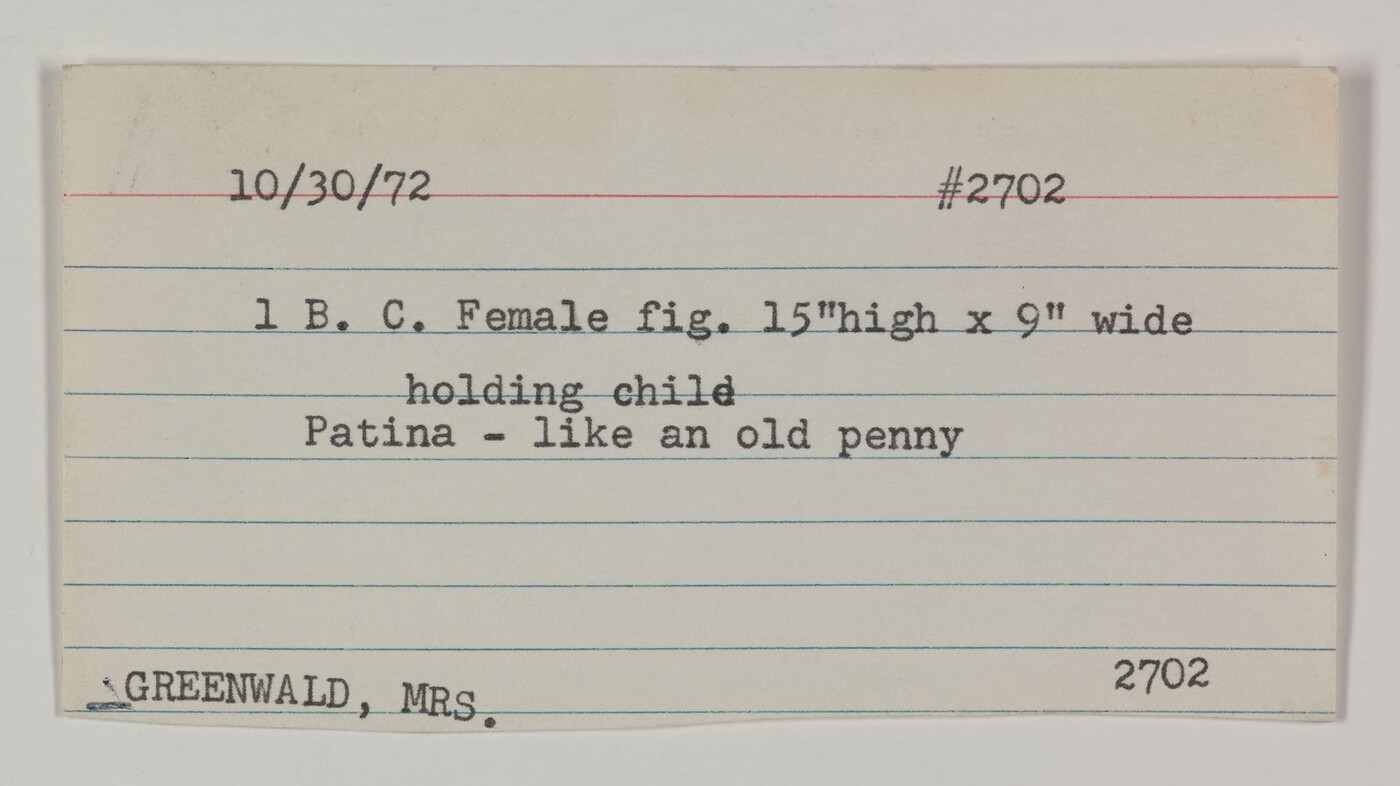 10/30/72 #2702
1 B. C. Female fig. 15"high x 9" wide
holding child
Patina - like an old penny
GREENWALD, MRS. 2702